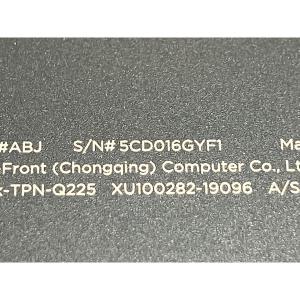 #ABJ S/N# 5CD016GYF1 Ma
-Front (Chongqing) Computer Co., Lt
-TPN-Q225 XU100282-19096 A/S